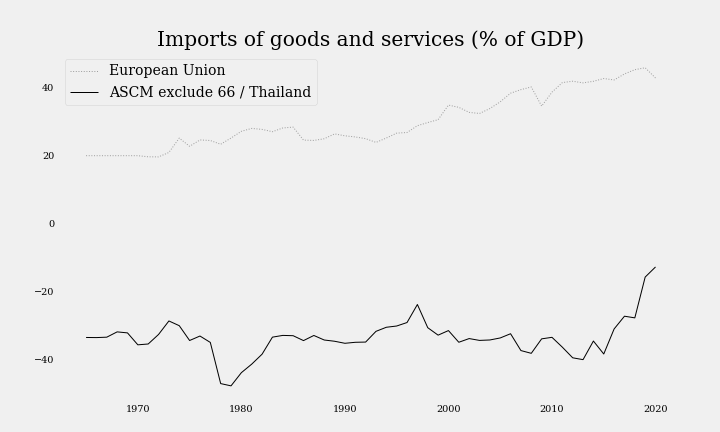 Imports of goods and services (% of GDP)
European Union
ASCM exclude 66 / Thailand
40
20
0
−20
−40
1970 1980 1990 2000 2010 2020